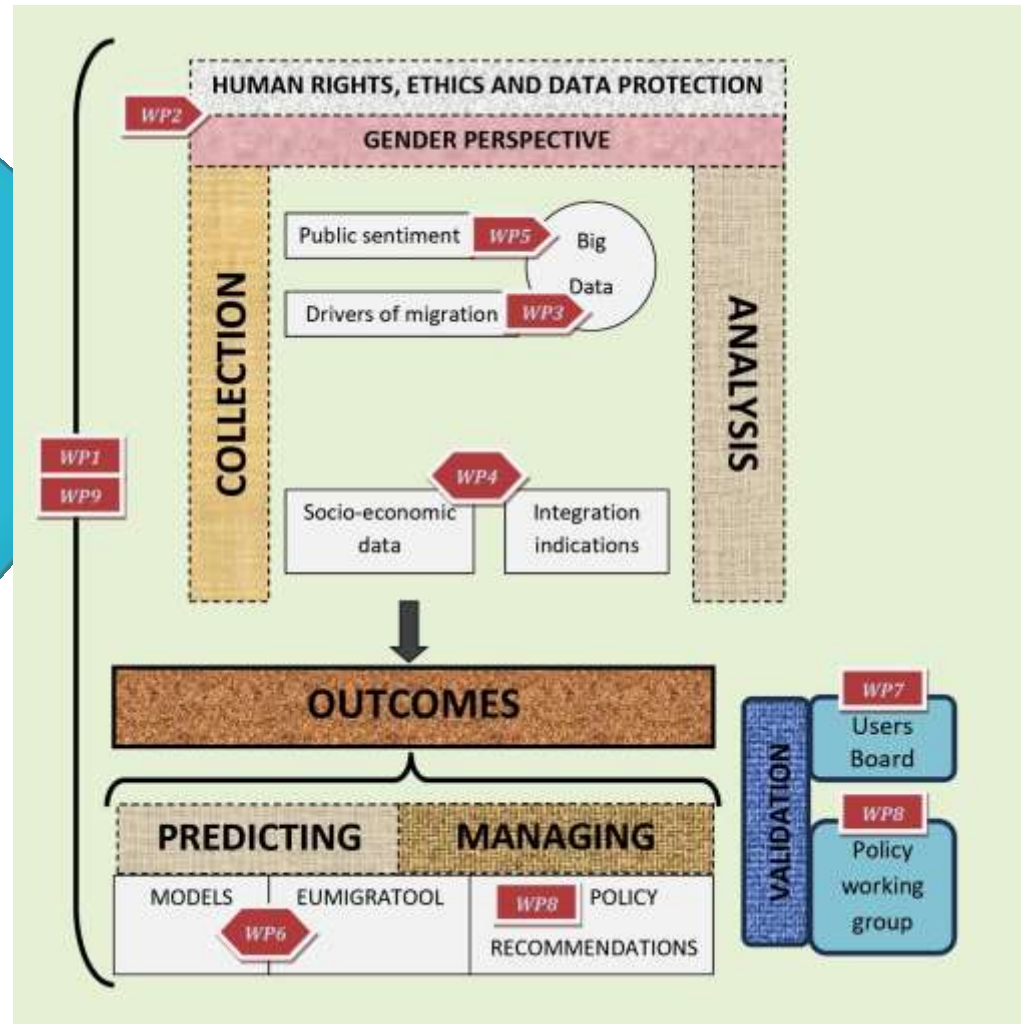 HUMAN RIGHTS, ETHICS AND DATA PROTECTION
WP2
GENDER PERSPECTIVE
COLLECTION
ANALYSIS
Public sentiment
WP5
Big
Data
Drivers of migration
WP3
WP1
WP9
WP4
Socio-economic
data
Integration
indications
OUTCOMES
PREDICTING
MANAGING
MODELS
EUMIGRATOOL
WP6
WP8
POLICY
RECOMMENDATIONS
VALIDATION
WP7
Users
Board
WP8
Policy
working
group